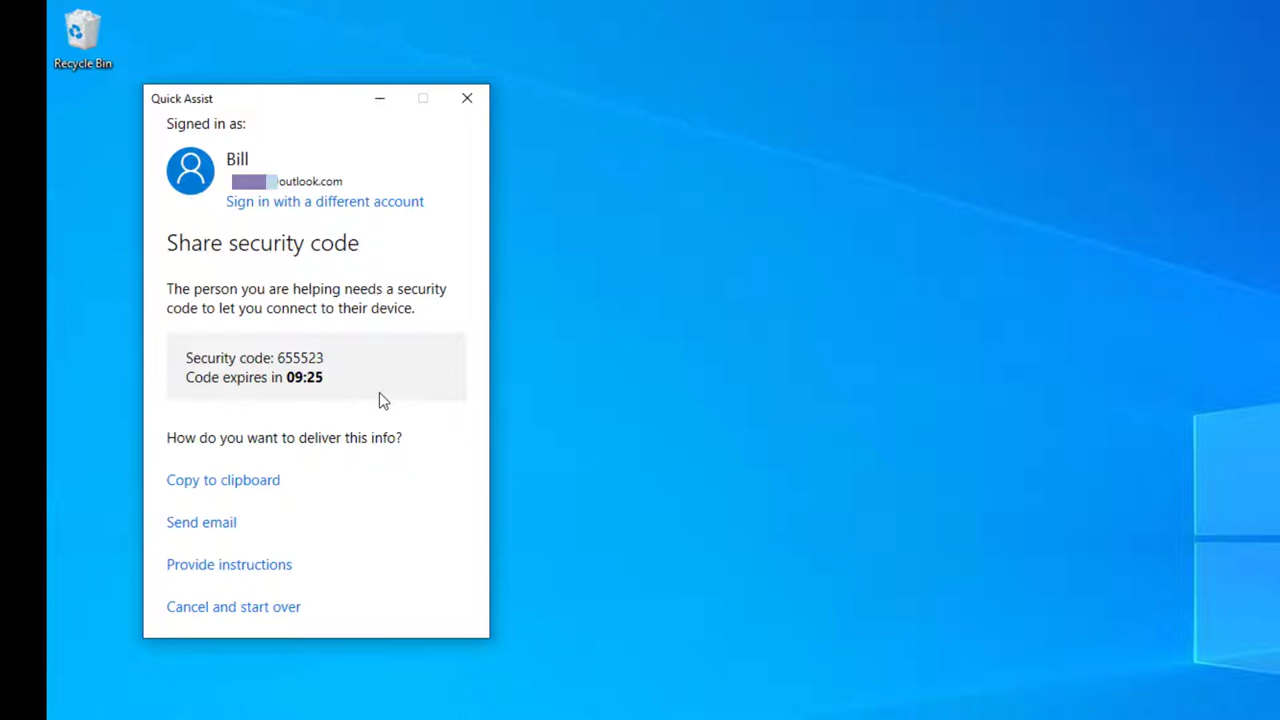 Recycle Bin
Quick Assist
Signed in as:
Bill
outlook.com
Sign in with a different account
Share security code
The person you are helping needs a security
code to let you connect to their device.
Security code: 655523
Code expires in 09:25
How do you want to deliver this info?
Copy to clipboard
Send email
Provide instructions
Cancel and start over